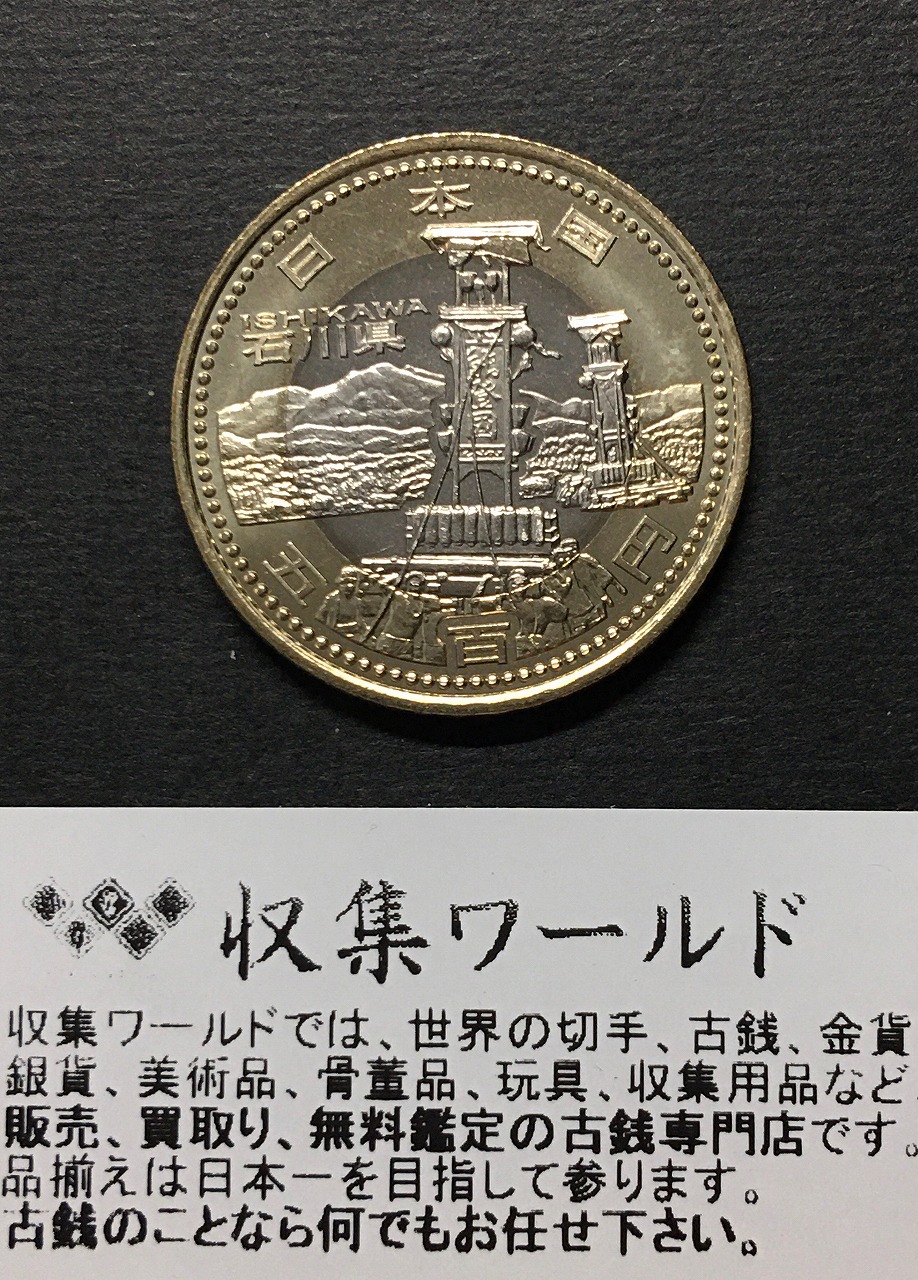 日本国
ISHIKAWA
石川県
能登國
五百円
収集ワールド
収集ワールドでは、世界の切手、古銭、金貨
銀貨、美術品、骨董品、玩具、収集用品など
販売、買取り、無料鑑定の古銭専門店です。
品揃えは日本一を目指して参ります。
古銭のことなら何でもお任せ下さい。